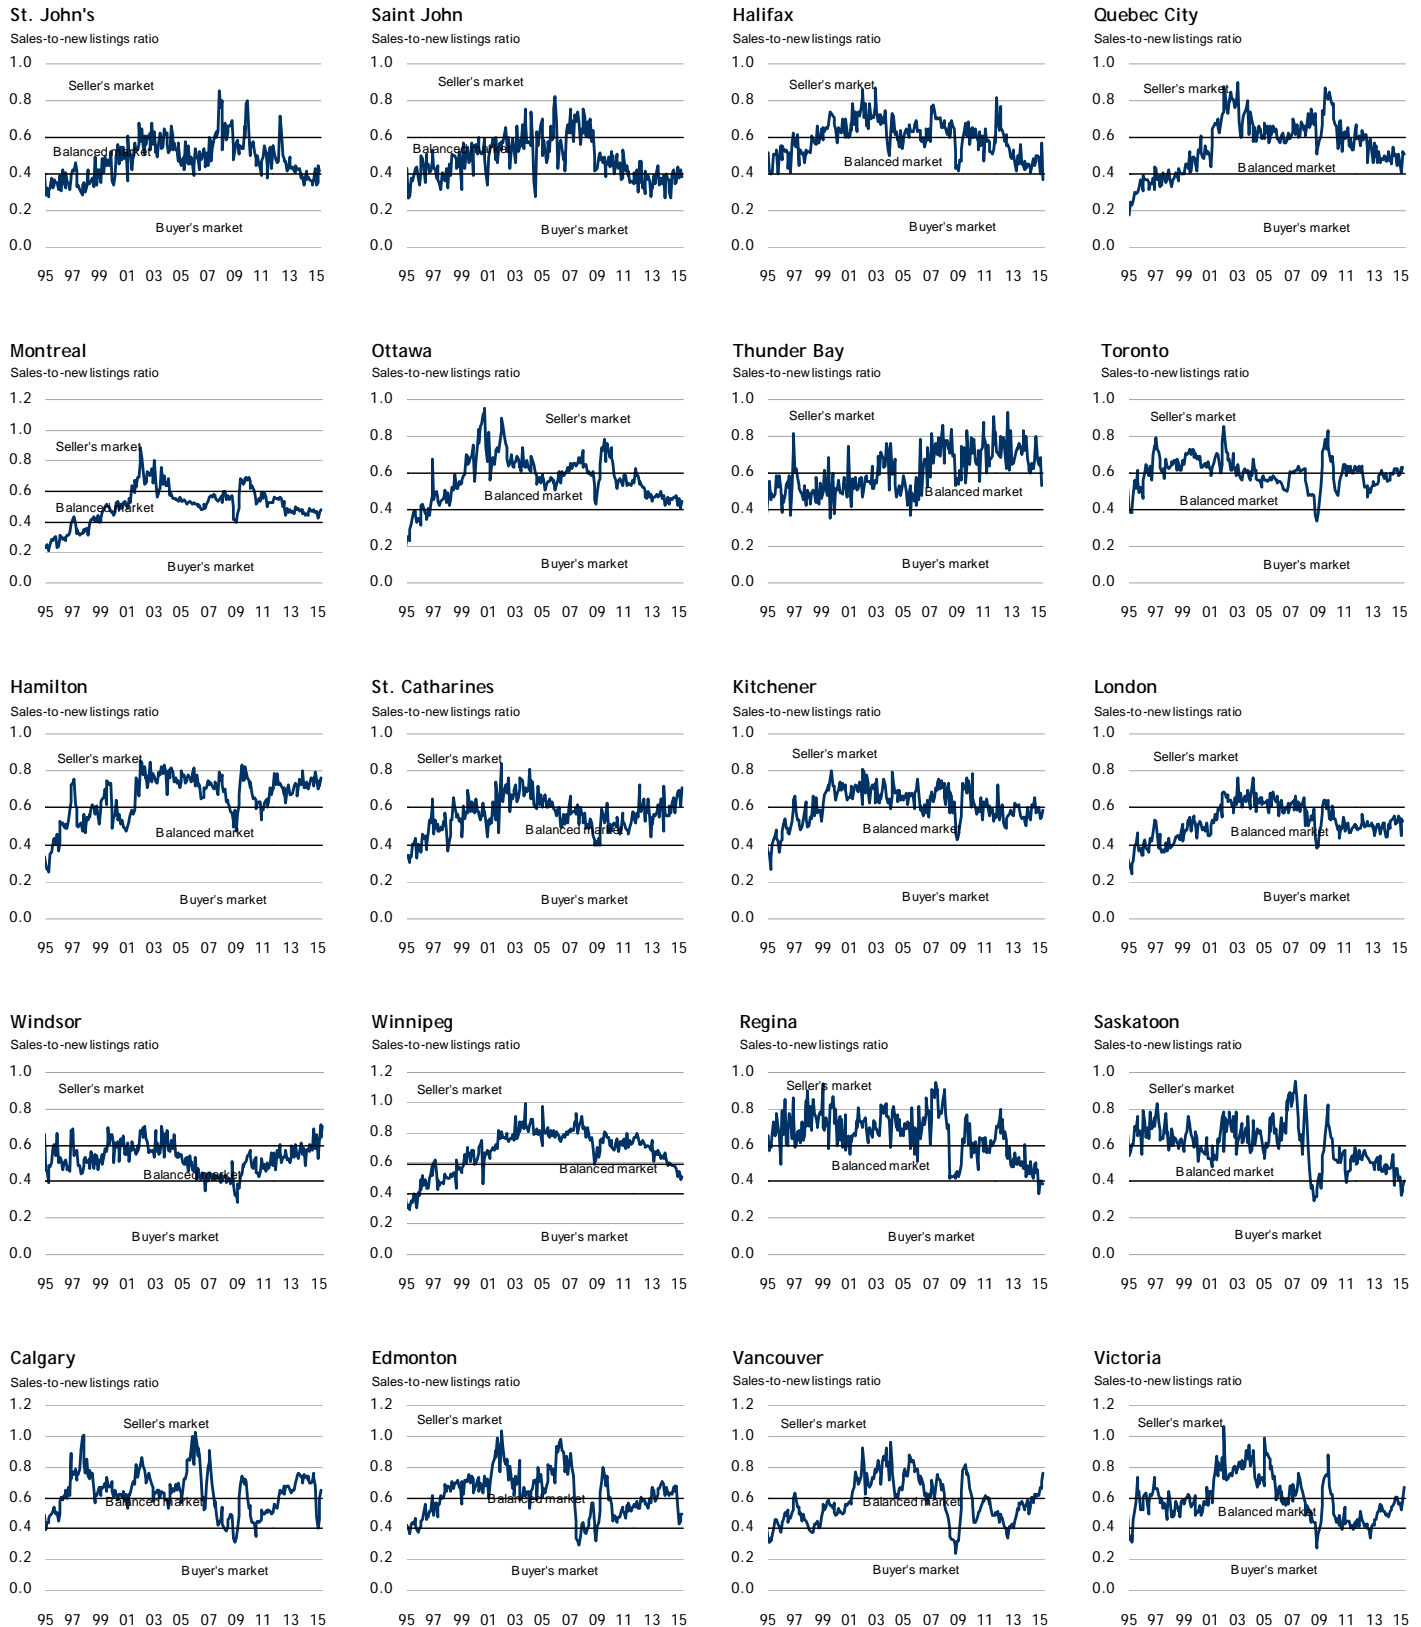 St. John's
Sales-to-new listings ratio
1.0
Seller's market
0.8
0.6
Balanced market
0.4
0.2
Buyer's market
0.0
95 97 99 01 03 05 07 09 11 13 15
Saint John
Sales-to-new listings ratio
1.0
Seller's market
0.8
0.6
Balanced market
0.4
0.2
Buyer's market
0.0
95 97 99 01 03 05 07 09 11 13 15
Halifax
Sales-to-new listings ratio
1.0
Seller's market
0.8
0.6
Balanced market
0.4
0.2
Buyer's market
0.0
95 97 99 01 03 05 07 09 11 13 15
Quebec City
Sales-to-new listings ratio
1.0
Seller's market
0.8
0.6
Balanced market
0.4
0.2
Buyer's market
0.0
95 97 99 01 03 05 07 09 11 13 15
Montreal
Sales-to-new listings ratio
1.2
1.0
Seller's market
0.8
0.6
Balanced market
0.4
0.2
Buyer's market
0.0
95 97 99 01 03 05 07 09 11 13 15
Ottawa
Sales-to-new listings ratio
1.0
Seller's market
0.8
0.6
Balanced market
0.4
0.2
Buyer's market
0.0
95 97 99 01 03 05 07 09 11 13 15
Thunder Bay
Sales-to-new listings ratio
1.0
Seller's market
0.8
0.6
Balanced market
0.4
0.2
Buyer's market
0.0
95 97 99 01 03 05 07 09 11 13 15
Toronto
Sales-to-new listings ratio
1.0
Seller's market
0.8
0.6
Balanced market
0.4
0.2
Buyer's market
0.0
95 97 99 01 03 05 07 09 11 13 15
Hamilton
Sales-to-new listings ratio
1.0
Seller's market
0.8
0.6
Balanced market
0.4
0.2
Buyer's market
0.0
95 97 99 01 03 05 07 09 11 13 15
St. Catharines
Sales-to-new listings ratio
1.0
Seller's market
0.8
0.6
Balanced market
0.4
0.2
Buyer's market
0.0
95 97 99 01 03 05 07 09 11 13 15
Kitchener
Sales-to-new listings ratio
1.0
Seller's market
0.8
0.6
Balanced market
0.4
0.2
Buyer's market
0.0
95 97 99 01 03 05 07 09 11 13 15
London
Sales-to-new listings ratio
1.0
Seller's market
0.8
0.6
Balanced market
0.4
0.2
Buyer's market
0.0
95 97 99 01 03 05 07 09 11 13 15
Windsor
Sales-to-new listings ratio
1.0
Seller's market
0.8
0.6
Balanced market
0.4
0.2
Buyer's market
0.0
95 97 99 01 03 05 07 09 11 13 15
Winnipeg
Sales-to-new listings ratio
1.2
Seller's market
1.0
0.8
0.6
Balanced market
0.4
0.2
Buyer's market
0.0
95 97 99 01 03 05 07 09 11 13 15
Regina
Sales-to-new listings ratio
1.0
Seller's market
0.8
0.6
Balanced market
0.4
0.2
Buyer's market
0.0
95 97 99 01 03 05 07 09 11 13 15
Saskatoon
Sales-to-new listings ratio
1.0
Seller's market
0.8
0.6
Balanced market
0.4
0.2
Buyer's market
0.0
95 97 99 01 03 05 07 09 11 13 15
Calgary
Sales-to-new listings ratio
1.2
Seller's market
1.0
0.8
0.6
Balanced market
0.4
0.2
Buyer's market
0.0
95 97 99 01 03 05 07 09 11 13 15
Edmonton
Sales-to-new listings ratio
1.2
Seller's market
1.0
0.8
0.6
Balanced market
0.4
0.2
Buyer's market
0.0
95 97 99 01 03 05 07 09 11 13 15
Vancouver
Sales-to-new listings ratio
1.2
Seller's market
1.0
0.8
0.6
Balanced market
0.4
0.2
Buyer's market
0.0
95 97 99 01 03 05 07 09 11 13 15
Victoria
Sales-to-new listings ratio
1.2
Seller's market
1.0
0.8
0.6
Balanced market
0.4
0.2
Buyer's market
0.0
95 97 99 01 03 05 07 09 11 13 15